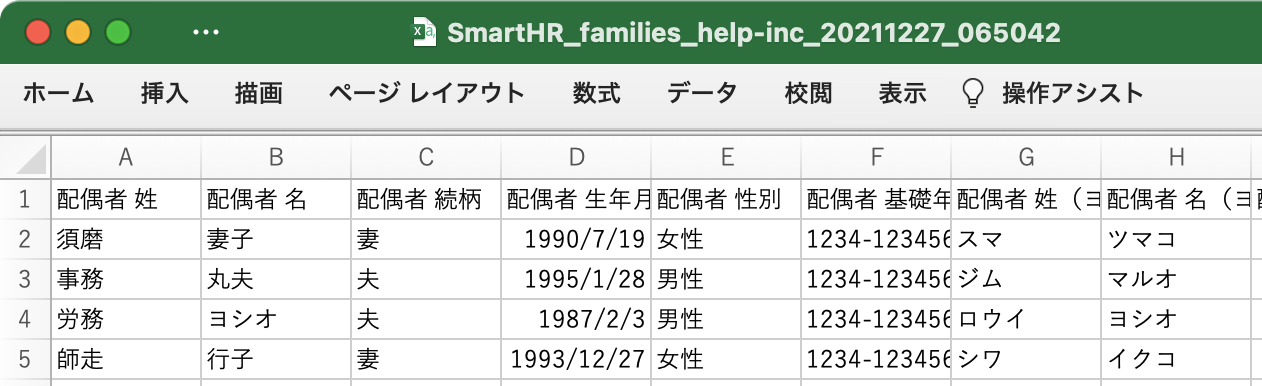 SmartHR_families_help-inc_20211227_065042
ホーム 挿入 描画 ページ レイアウト 数式 データ 校閲 表示 操作アシスト
A B C D E F G H
1 配偶者 姓 配偶者 名 配偶者 続柄 配偶者 生年月 配偶者 性別 配偶者 基礎年 配偶者 姓（ヨ 配偶者 名（ヨ
2 須磨 妻子 妻 1990/7/19 女性 1234-123456 スマ ツマコ
3 事務 丸夫 夫 1995/1/28 男性 1234-123456 ジム マルオ
4 労務 ヨシオ 夫 1987/2/3 男性 1234-123456 ロウイ ヨシオ
5 師走 行子 妻 1993/12/27 女性 1234-123456 シワ イクコ